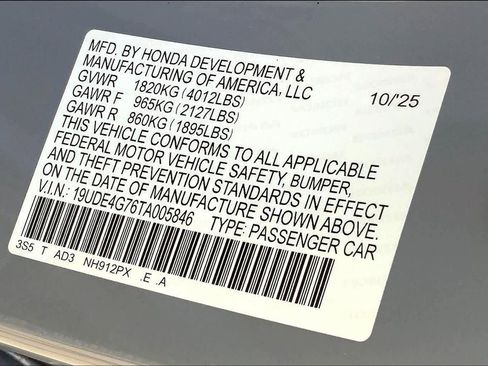 MFD. BY HONDA DEVELOPMENT &
MANUFACTURING OF AMERICA, LLC
GVWR 1820KG (4012LBS) 10/'25
GAWR F 965KG (2127LBS)
GAWR R 860KG (1895LBS)
THIS VEHICLE CONFORMS TO ALL APPLICABLE
FEDERAL MOTOR VEHICLE SAFETY, BUMPER,
AND THEFT PREVENTION STANDARDS IN EFFECT
ON THE DATE OF MANUFACTURE SHOWN ABOVE.
V.I.N.: 19UDE4G76TA005846 TYPE: PASSENGER CAR
3S5 T AD3 NH912PX .E .A